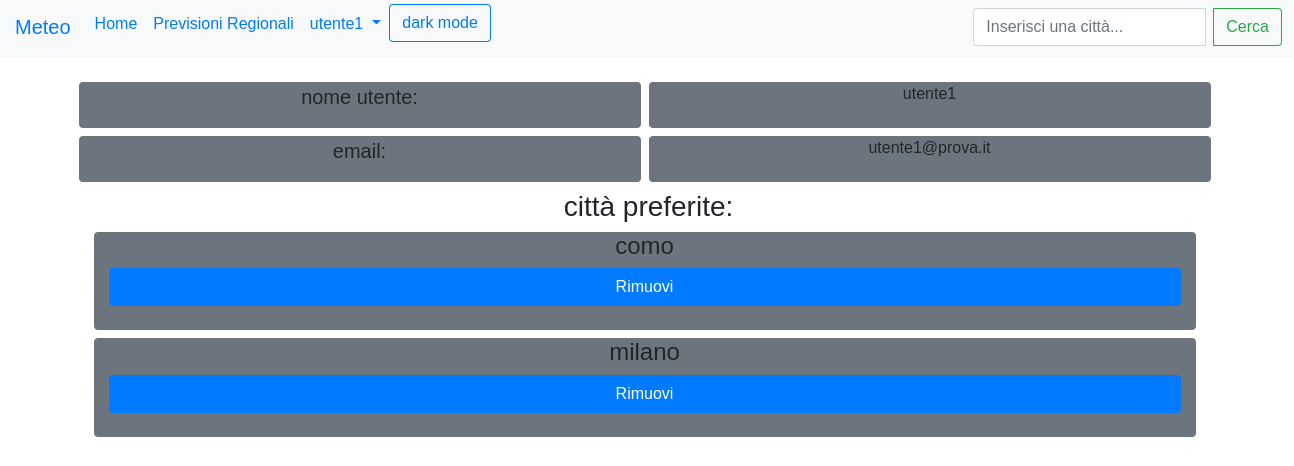 Meteo Home Previsioni Regionali utente1 dark mode Inserisci una città... Cerca
nome utente: utente1
email: utente1@prova.it
città preferite:
como
Rimuovi
milano
Rimuovi